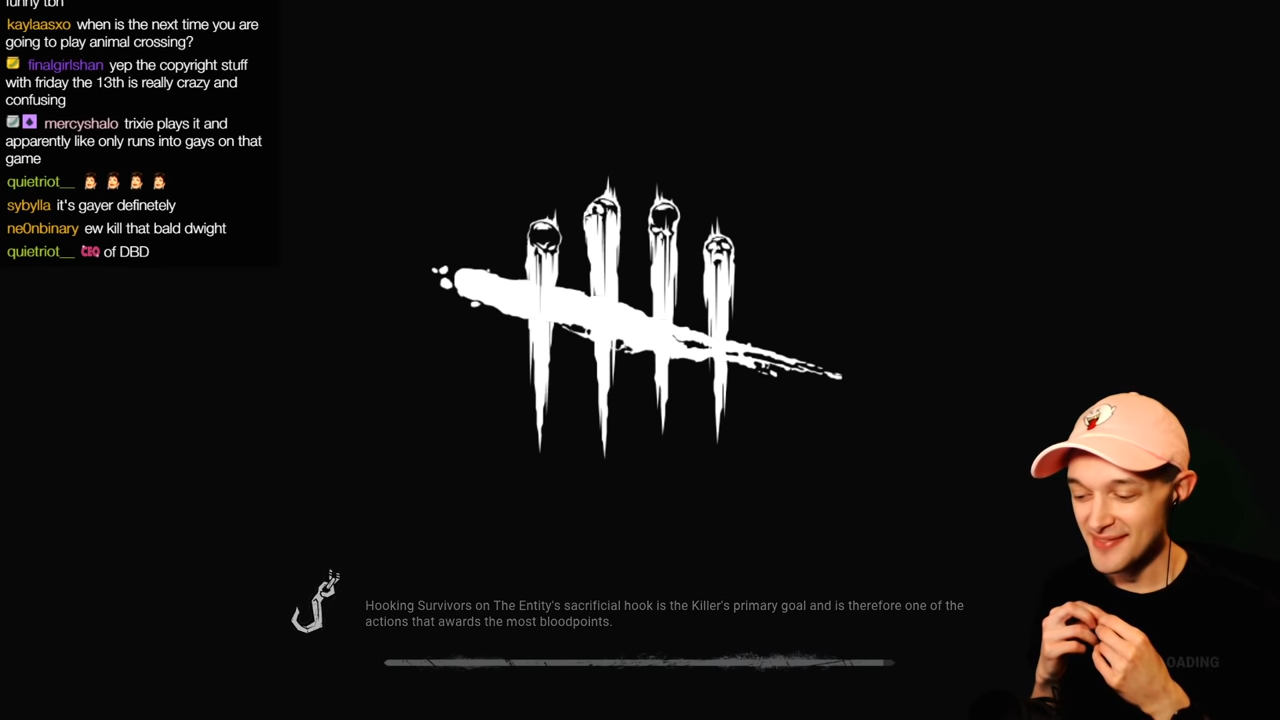 funny tbh
kaylaasxo when is the next time you are
going to play animal crossing?
finalgirlshan yep the copyright stuff
with friday the 13th is really crazy and
confusing
mercyshalo trixie plays it and
apparently like only runs into gays on that
game
quietriot__
sybylla it's gayer definetely
ne0nbinary ew kill that bald dwight
quietriot__ CEO of DBD
Hooking Survivors on The Entity's sacrificial hook is the Killer's primary goal and is therefore one of the
actions that awards the most bloodpoints.
OADING